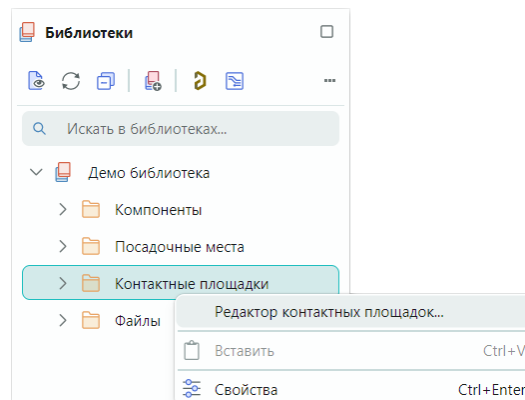 Библиотеки
Искать в библиотеках...
Демо библиотека
Компоненты
Посадочные места
Контактные площадки
Редактор контактных площадок...
Файлы
Вставить Ctrl+V
Свойства Ctrl+Enter